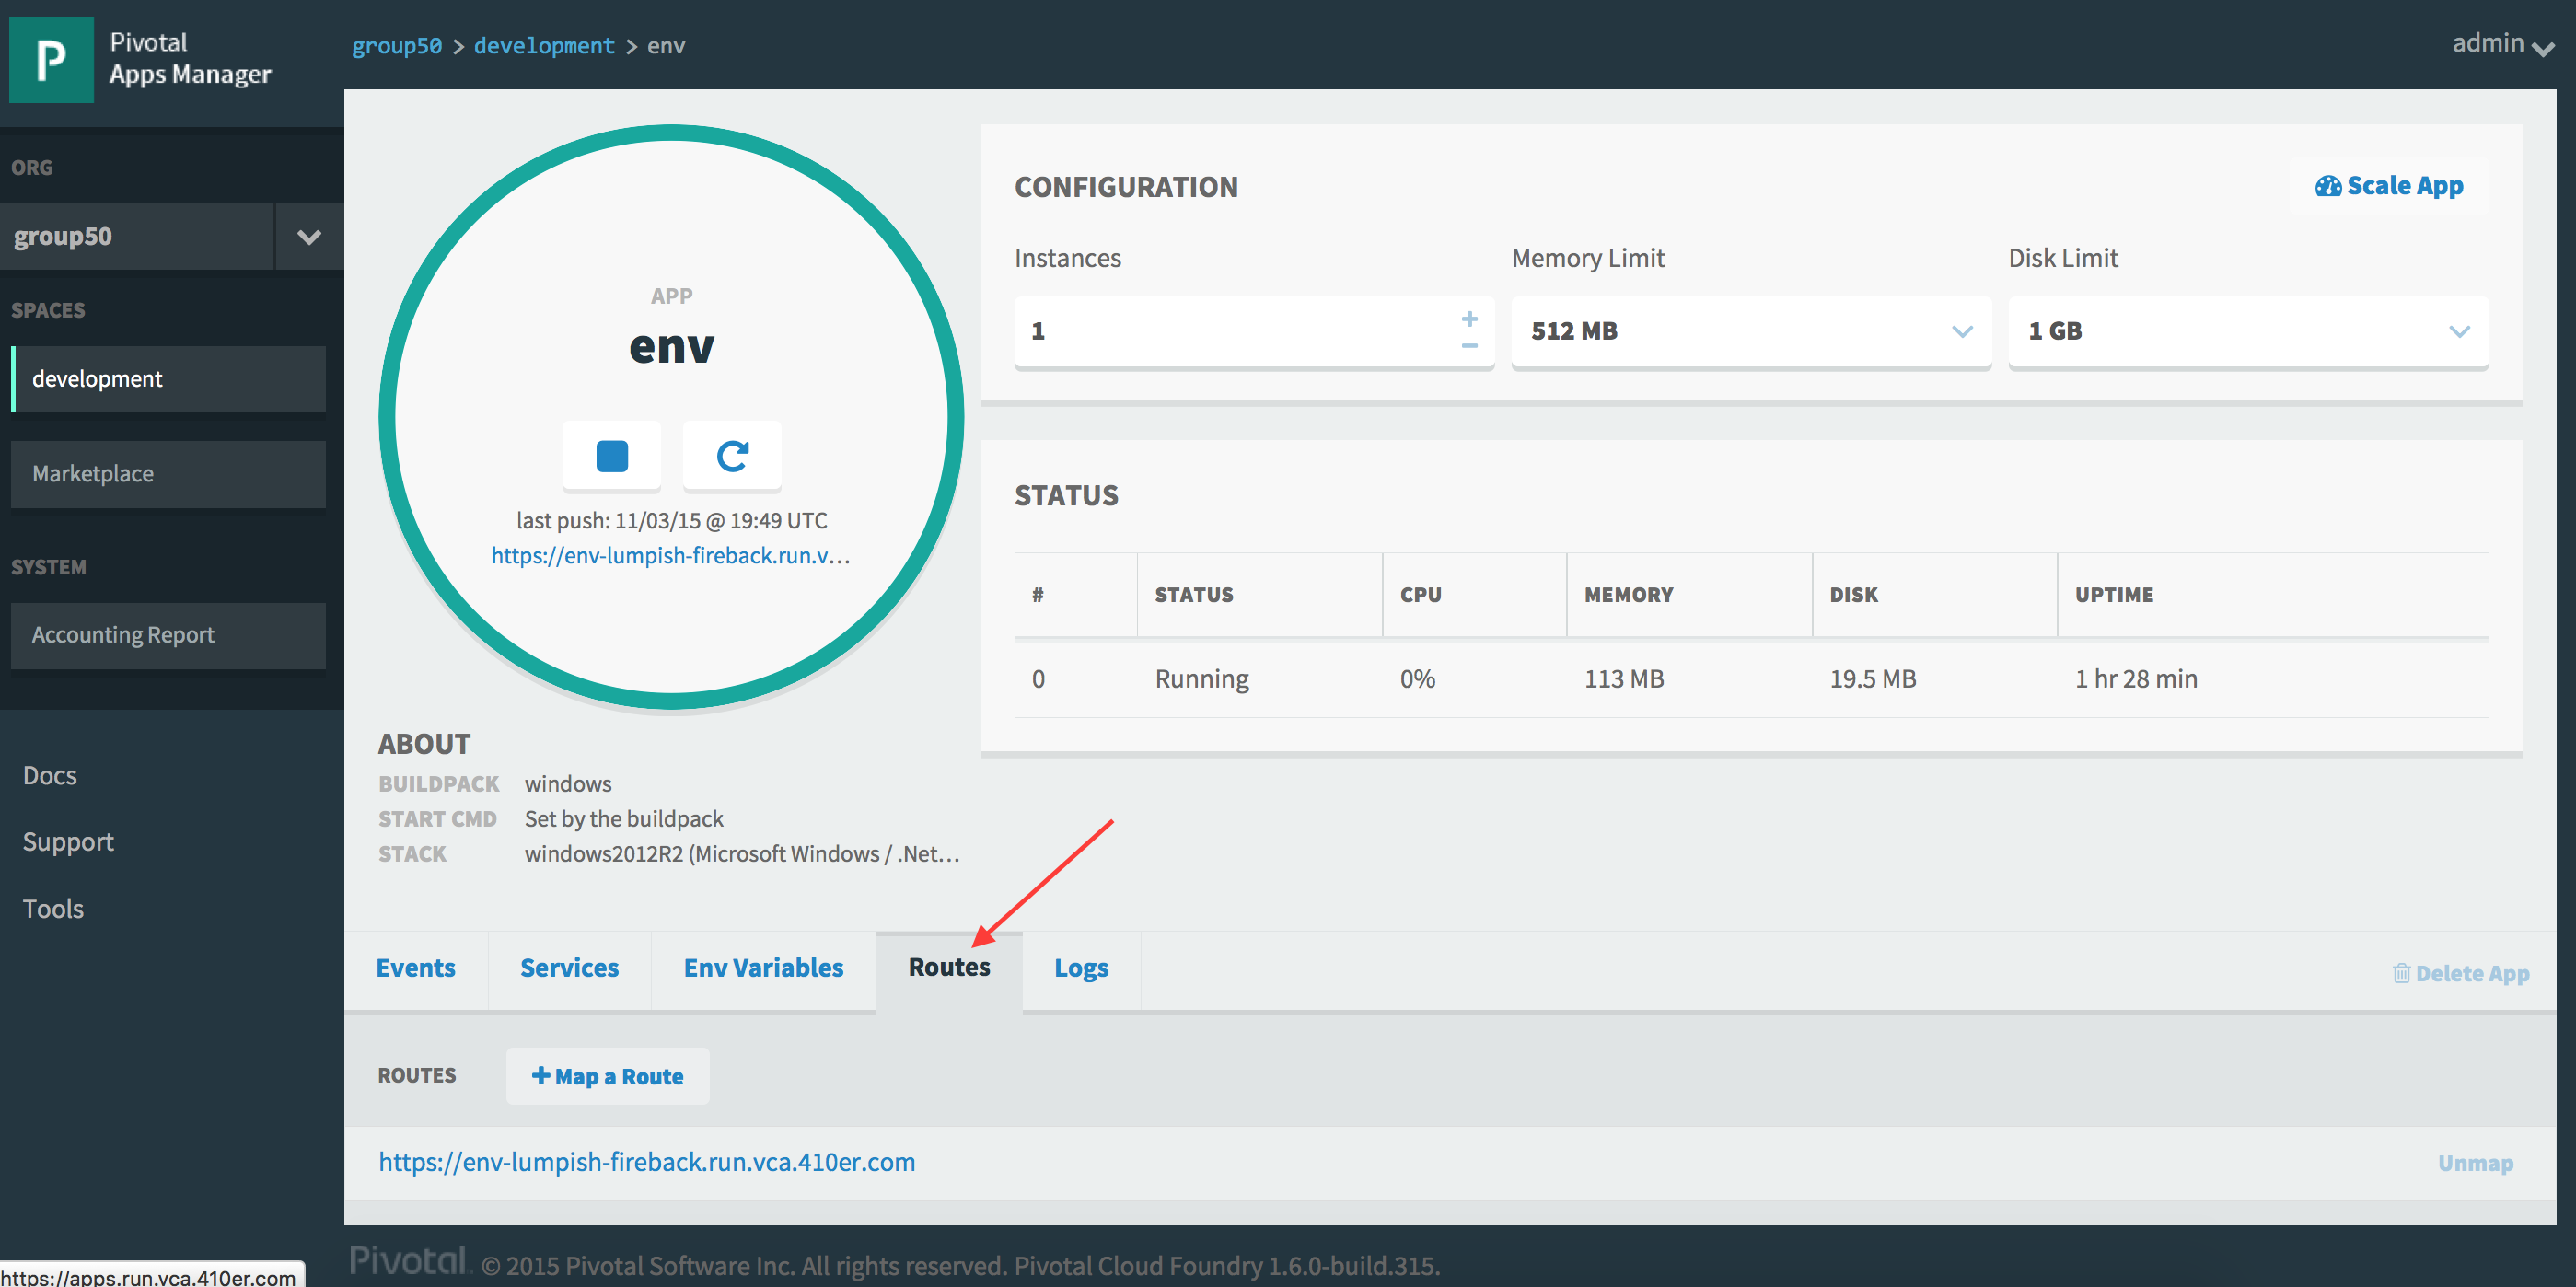 P
Pivotal
Apps Manager
group50 > development > env
admin
ORG
group50
SPACES
development
Marketplace
SYSTEM
Accounting Report
Docs
Support
Tools
APP
env
last push: 11/03/15 @ 19:49 UTC
https://env-lumpish-fireback.run.v...
ABOUT
BUILDPACK windows
START CMD Set by the buildpack
STACK windows2012R2 (Microsoft Windows / .Net...
CONFIGURATION
Scale App
Instances Memory Limit Disk Limit
1 512 MB 1 GB
STATUS
# STATUS CPU MEMORY DISK UPTIME
0 Running 0% 113 MB 19.5 MB 1 hr 28 min
Events Services Env Variables Routes Logs Delete App
ROUTES + Map a Route
https://env-lumpish-fireback.run.vca.410er.com Unmap
Pivotal. © 2015 Pivotal Software Inc. All rights reserved. Pivotal Cloud Foundry 1.6.0-build.315.
https://apps.run.vca.410er.com